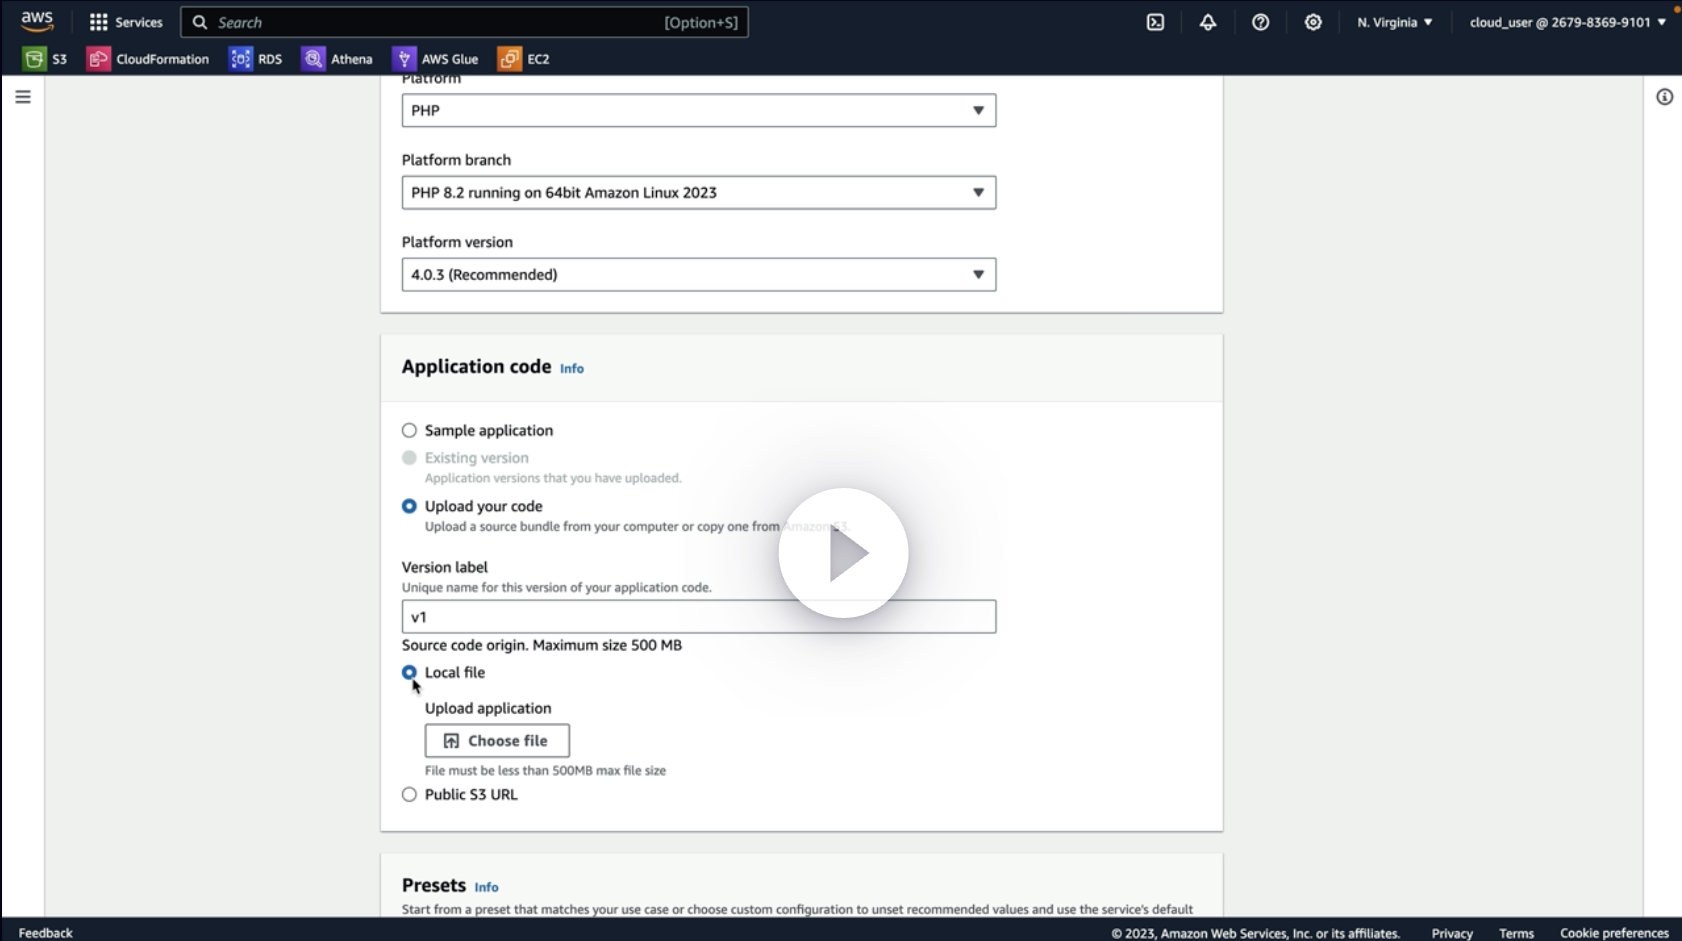 aws
Services
Search
[Option+S]
N. Virginia
cloud_user @ 2679-8369-9101
S3
CloudFormation
RDS
Athena
AWS Glue
EC2
Platform
PHP
Platform branch
PHP 8.2 running on 64bit Amazon Linux 2023
Platform version
4.0.3 (Recommended)
Application code Info
Sample application
Existing version
Application versions that you have uploaded.
Upload your code
Upload a source bundle from your computer or copy one from Amazon S3.
Version label
Unique name for this version of your application code.
v1
Source code origin. Maximum size 500 MB
Local file
Upload application
Choose file
File must be less than 500MB max file size
Public S3 URL
Presets Info
Start from a preset that matches your use case or choose custom configuration to unset recommended values and use the service's default
Feedback
© 2023, Amazon Web Services, Inc. or its affiliates.
Privacy
Terms
Cookie preferences